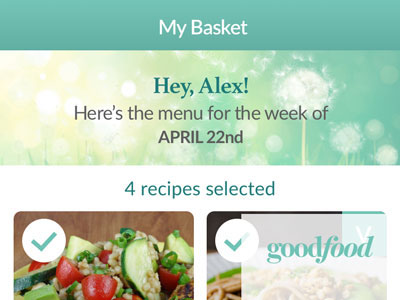 My Basket
Hey, Alex!
Here's the menu for the week of
APRIL 22nd
4 recipes selected
V
goodfood